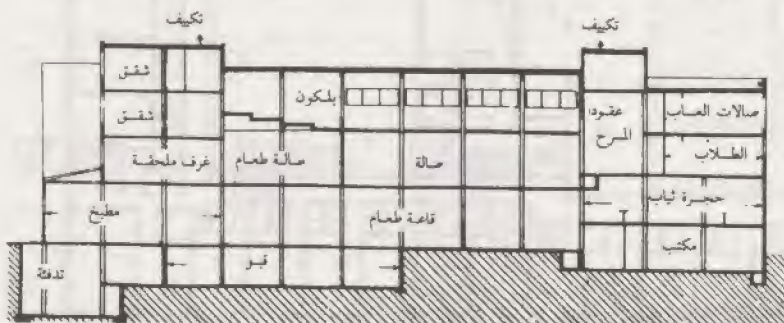 تكييف
تكييف
شقق
بلكون
عقود
المسرح
صالات العاب
شقق
الطلاب
غرف ملحقة
صالة طعام
صالة
حجرة ثياب
مطبخ
قاعة طعام
مكتب
قبو
تدفئة